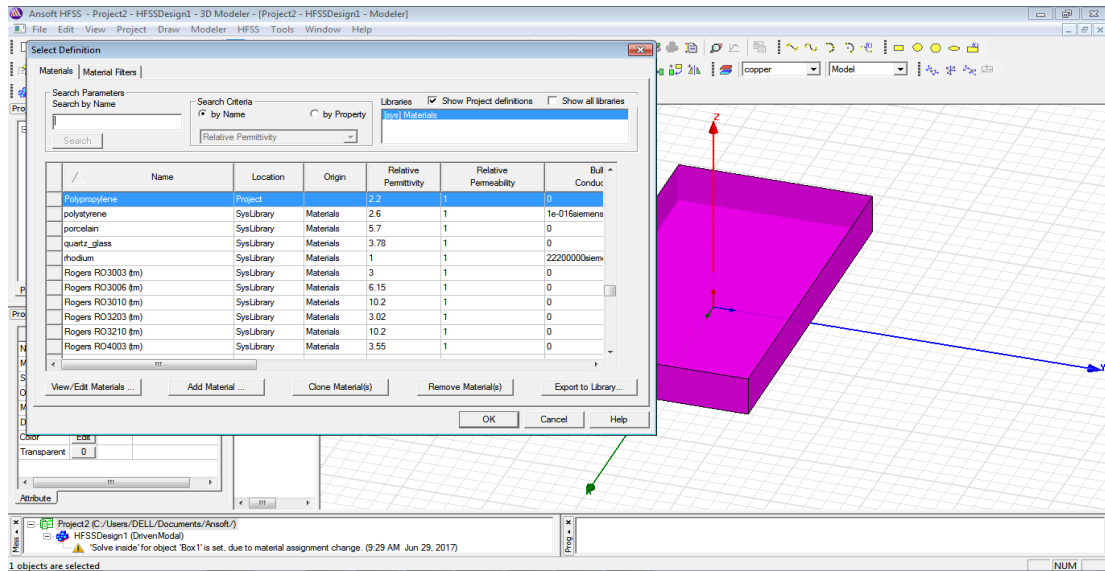 Ansoft HFSS - Project2 - HFSSDesign1 - 3D Modeler - [Project2 - HFSSDesign1 - Modeler]
File Edit View Project Draw Modeler HFSS Tools Window Help
Select Definition
Materials Material Filters
Search Parameters
Search by Name
Search
Search Criteria
by Name by Property
Relative Permittivity
Libraries Show Project definitions Show all libraries
[sys] Materials
copper Model
/ Name Location Origin Relative Permittivity Relative Permeability Bul Conduc
Polypropylene Project 2.2 1 0
polystyrene SysLibrary Materials 2.6 1 1e-016siemens
porcelain SysLibrary Materials 5.7 1 0
quartz_glass SysLibrary Materials 3.78 1 0
rhodium SysLibrary Materials 1 1 22200000siem
Rogers RO3003 (tm) SysLibrary Materials 3 1 0
Rogers RO3006 (tm) SysLibrary Materials 6.15 1 0
Rogers RO3010 (tm) SysLibrary Materials 10.2 1 0
Rogers RO3203 (tm) SysLibrary Materials 3.02 1 0
Rogers RO3210 (tm) SysLibrary Materials 10.2 1 0
Rogers RO4003 (tm) SysLibrary Materials 3.55 1 0
View/Edit Materials ... Add Material ... Clone Material(s) Remove Material(s) Export to Library...
OK Cancel Help
Pro
P
Pro
N
M
S
O
M
D
Color Edit
Transparent 0
Attribute
Z
Mess
Project2 (C:/Users/DELL/Documents/Ansoft/)
HFSSDesign1 (DrivenModal)
'Solve inside' for object 'Box1' is set, due to material assignment change. (9:29 AM Jun 29, 2017)
Prog
1 objects are selected
NUM